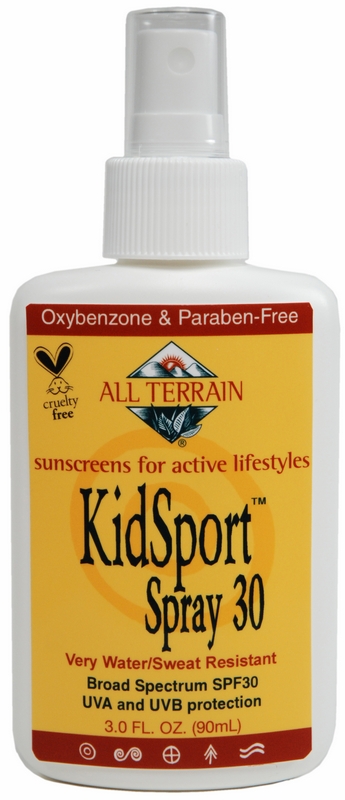 Oxybenzone & Paraben-Free
cruelty
free
ALL TERRAIN
®
sunscreens for active lifestyles
KidSport™
Spray 30
Very Water/Sweat Resistant
Broad Spectrum SPF30
UVA and UVB protection
3.0 FL. OZ. (90mL)